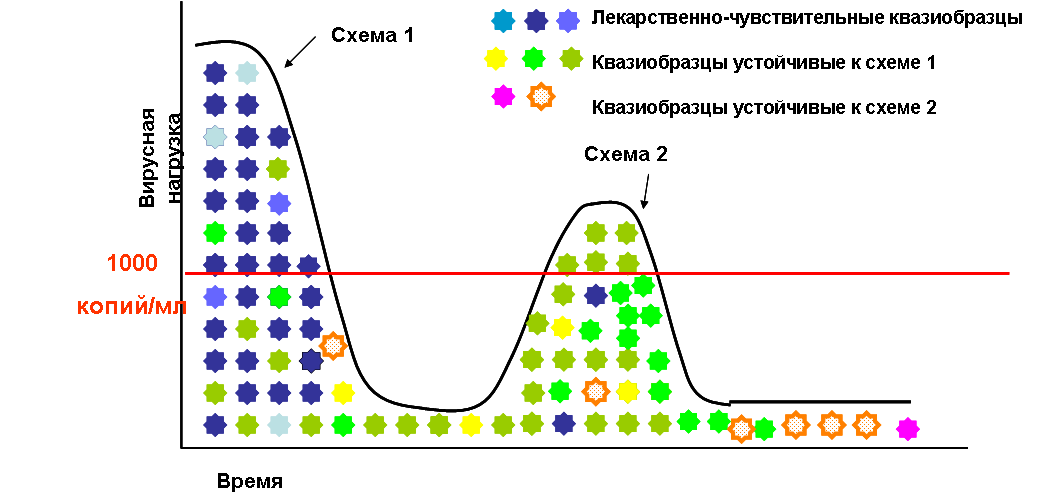 Лекарственно-чувствительные квазиобразцы
Схема 1
Квазиобразцы устойчивые к схеме 1
Квазиобразцы устойчивые к схеме 2
Вирусная
нагрузка
Схема 2
1000
копий/мл
Время